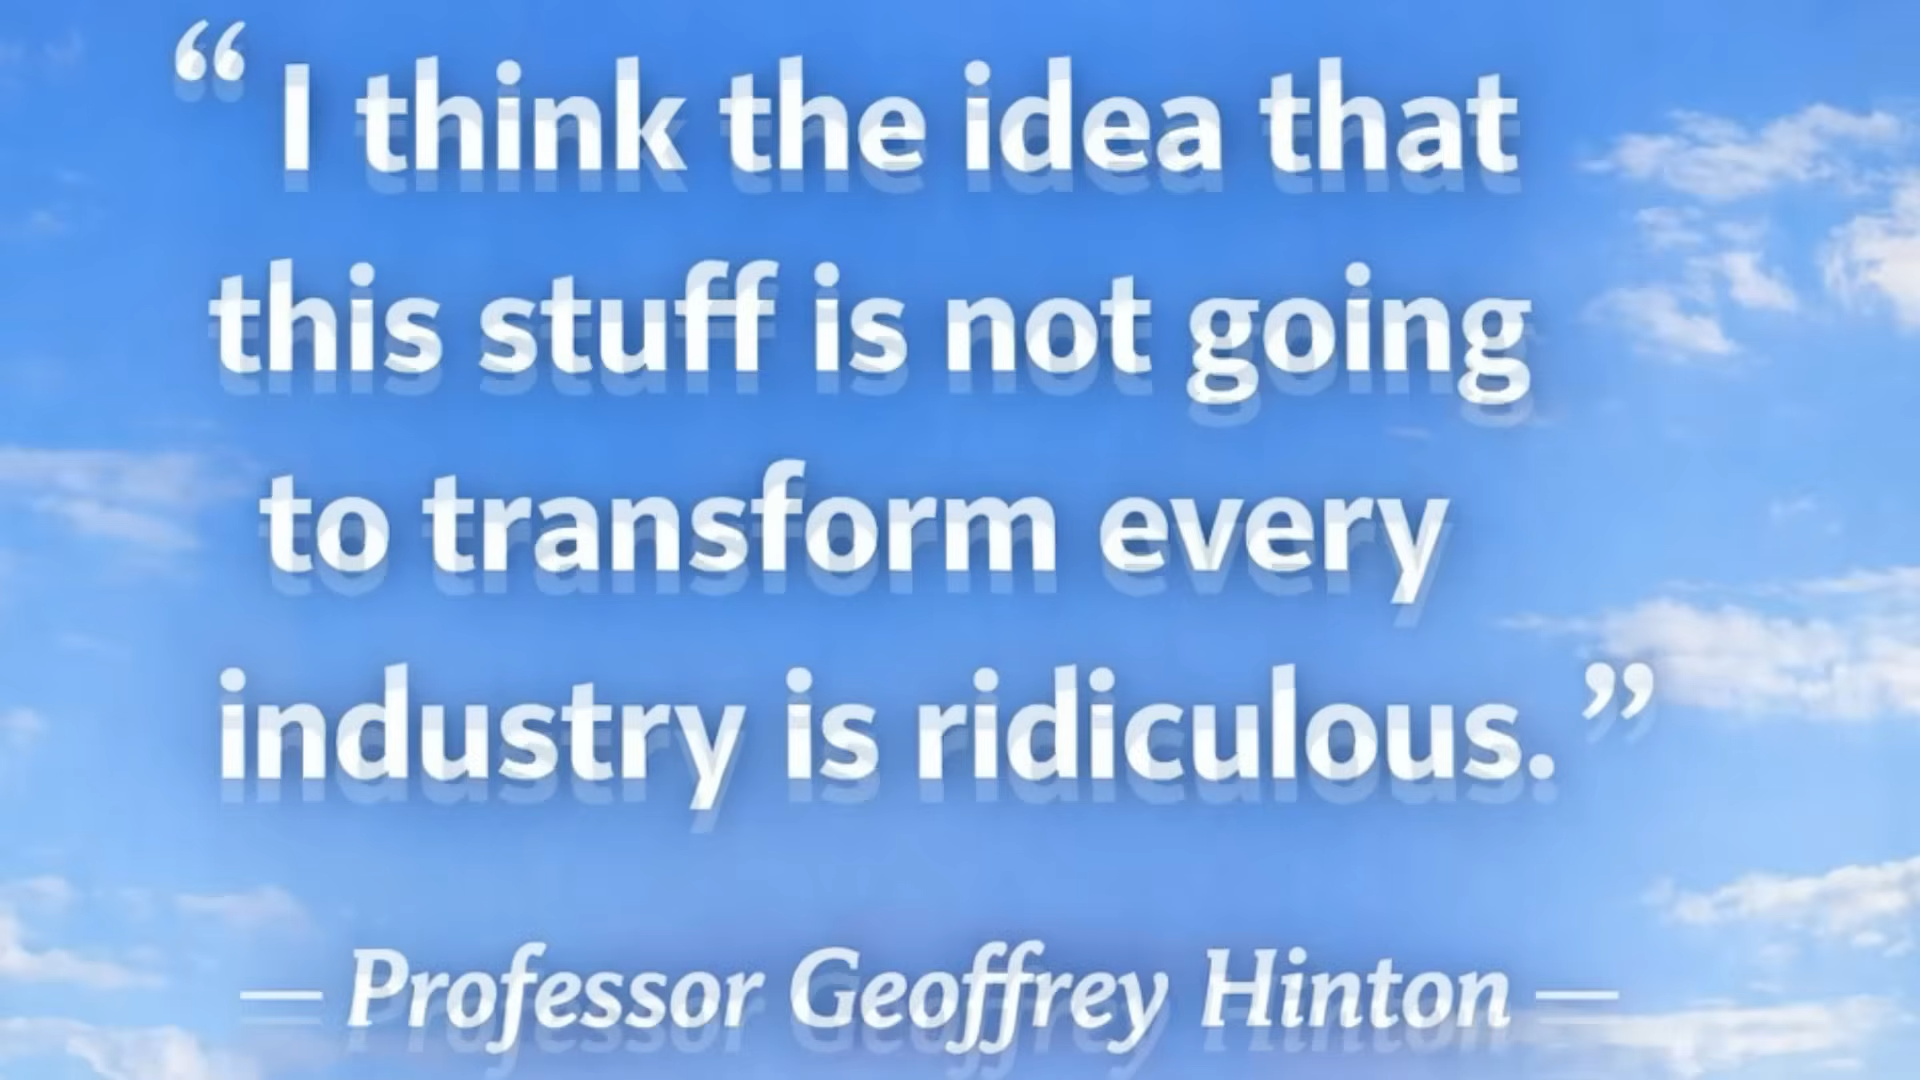 “ I think the idea that
this stuff is not going
to transform every
industry is ridiculous. ”
— Professor Geoffrey Hinton —